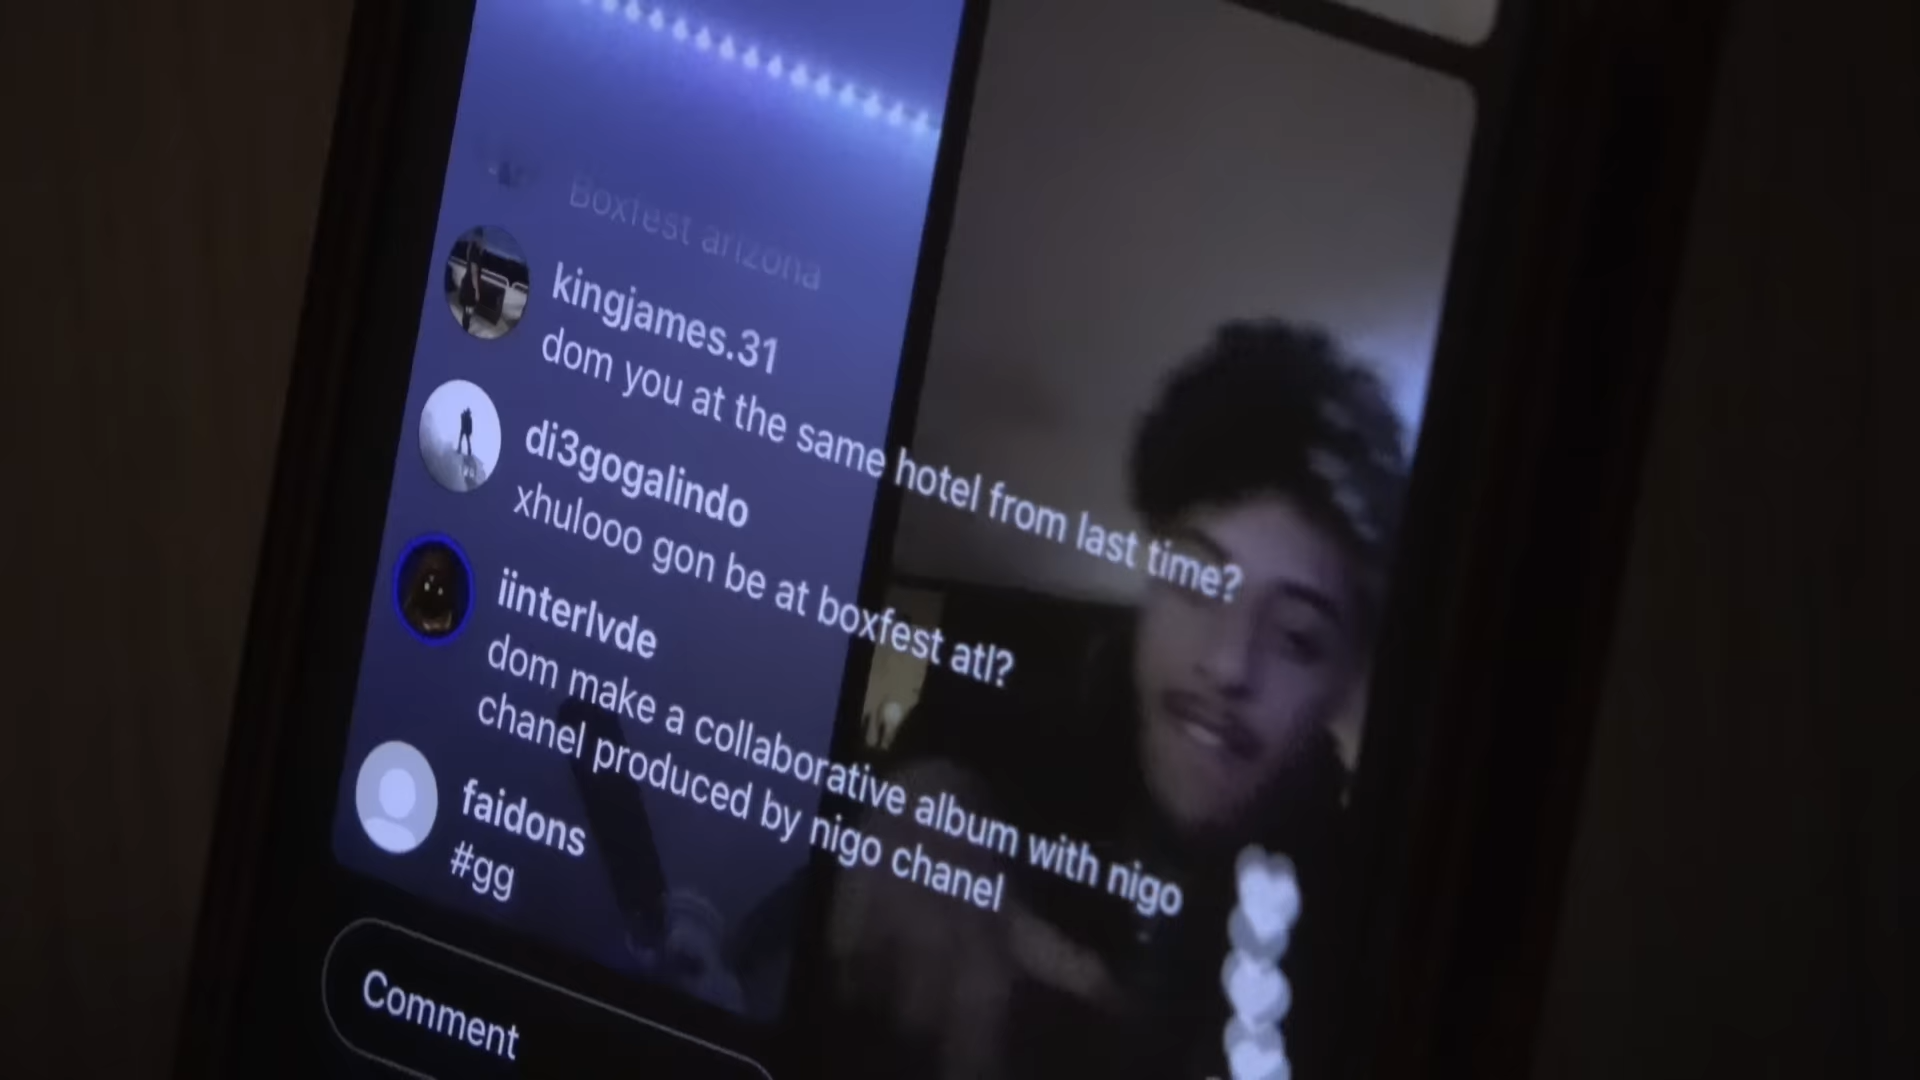 Boxfest arizona
kingjames.31
dom you at the same hotel from last time?
di3gogalindo
xhulooo gon be at boxfest atl?
iinterlvde
dom make a collaborative album with nigo
chanel produced by nigo chanel
faidons
#gg
Comment